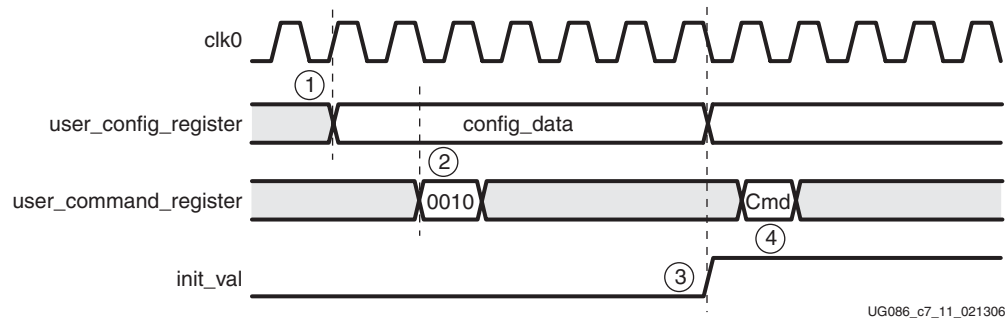 clk0
1
user_config_register
config_data
2
user_command_register
0010
Cmd
4
init_val
3
UG086_c7_11_021306